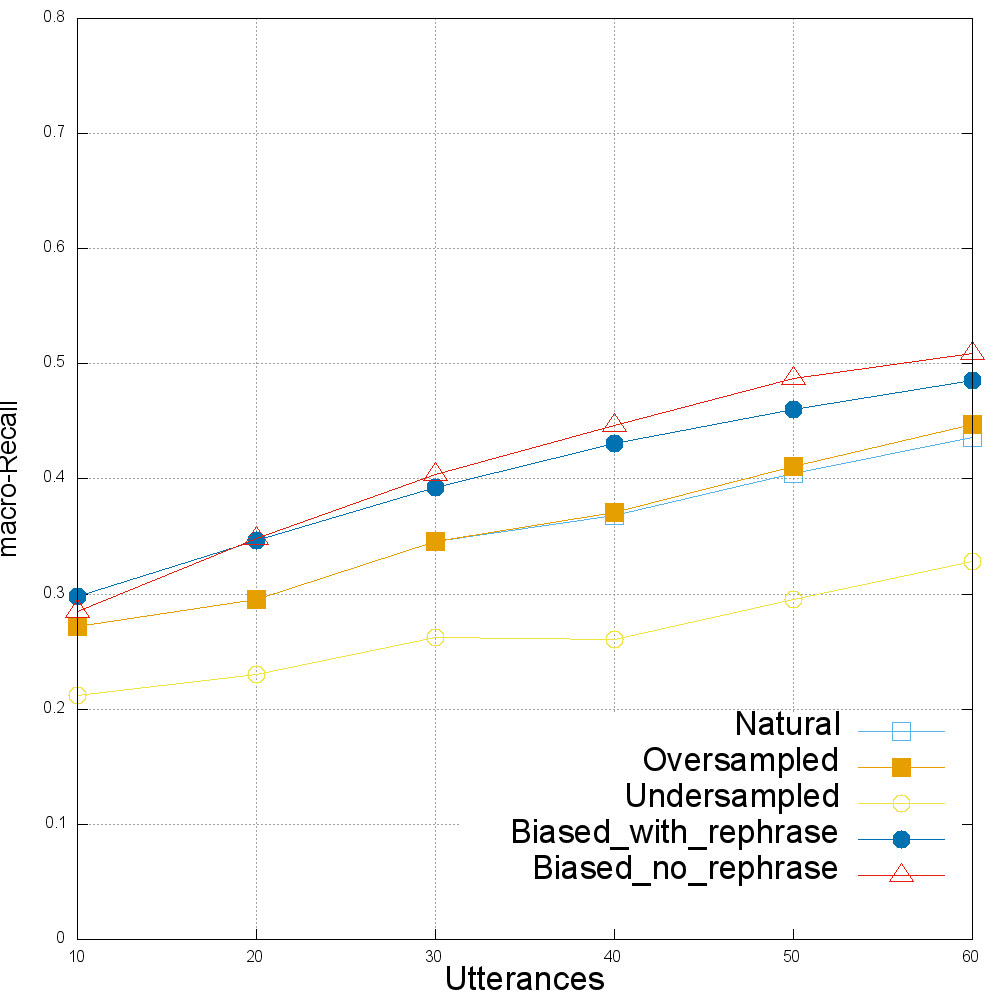 0.8
0.7
0.6
0.5
0.4
0.3
0.2
0.1
0
macro-Recall
10 20 30 40 50 60
Utterances
Natural
Oversampled
Undersampled
Biased_with_rephrase
Biased_no_rephrase